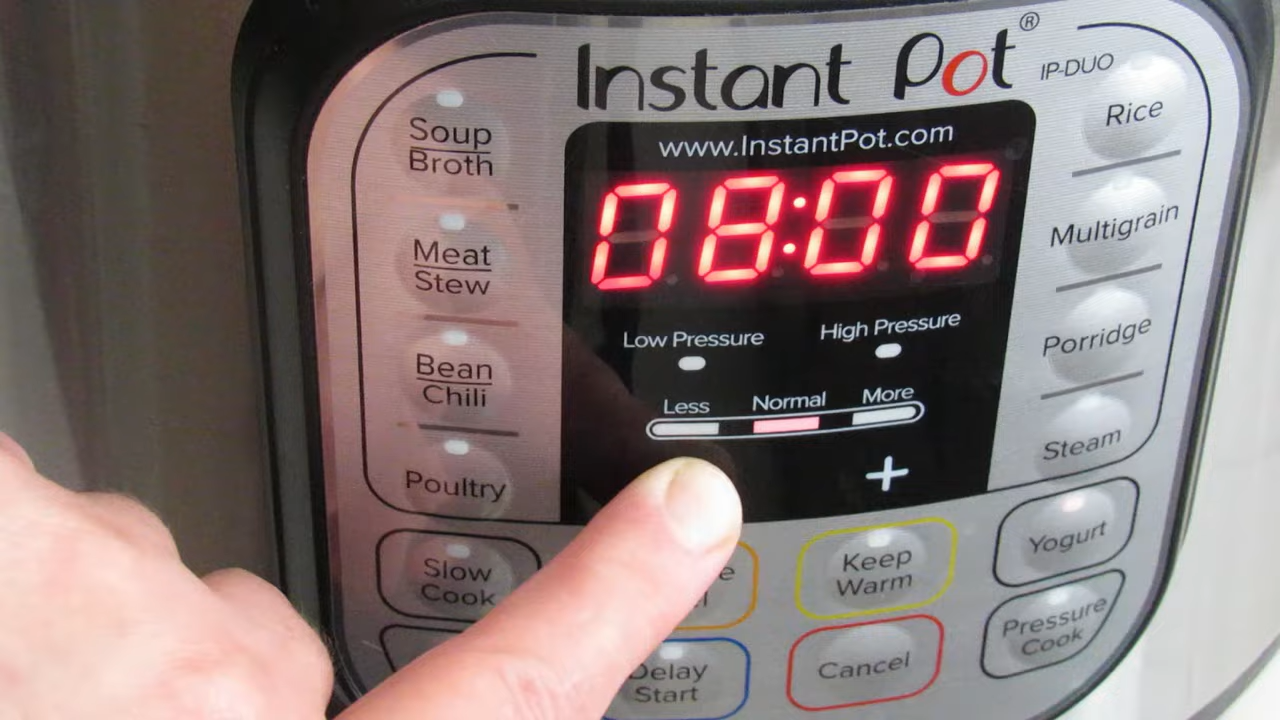 Instant Pot®
IP-DUO
www.InstantPot.com
08:00
Low Pressure
High Pressure
Less
Normal
More
+
Soup
Broth
Meat
Stew
Bean
Chili
Poultry
Slow
Cook
Rice
Multigrain
Porridge
Steam
Keep
Warm
Yogurt
Delay
Start
Cancel
Pressure
Cook